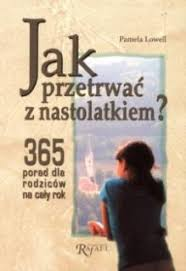 Pamela Lowell
Jak
przetrwać
z nastolatkiem?
365
porad dla
rodziców
na cały rok
RAFAEL